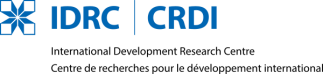 IDRC | CRDI
International Development Research Centre
Centre de recherches pour le développement international